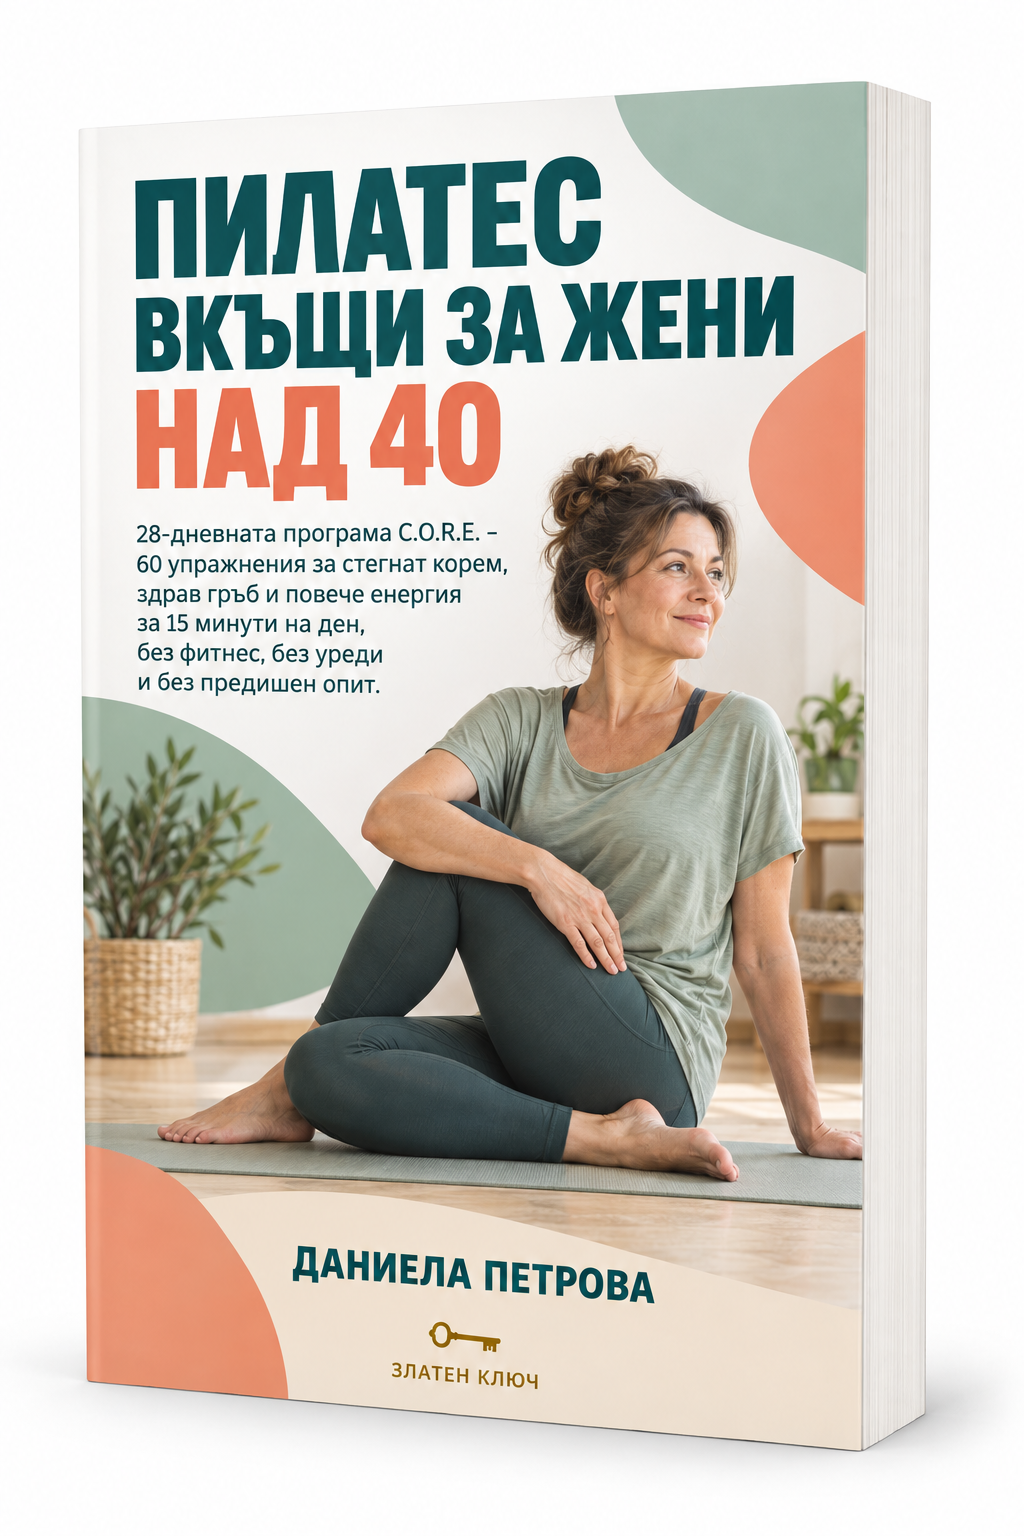 ПИЛАТЕС
ВКЪЩИ ЗА ЖЕНИ
НАД 40
28-дневната програма C.O.R.E. –
60 упражнения за стегнат корем,
здрав гръб и повече енергия
за 15 минути на ден,
без фитнес, без уреди
и без предишен опит.
ДАНИЕЛА ПЕТРОВА
ЗЛАТЕН КЛЮЧ